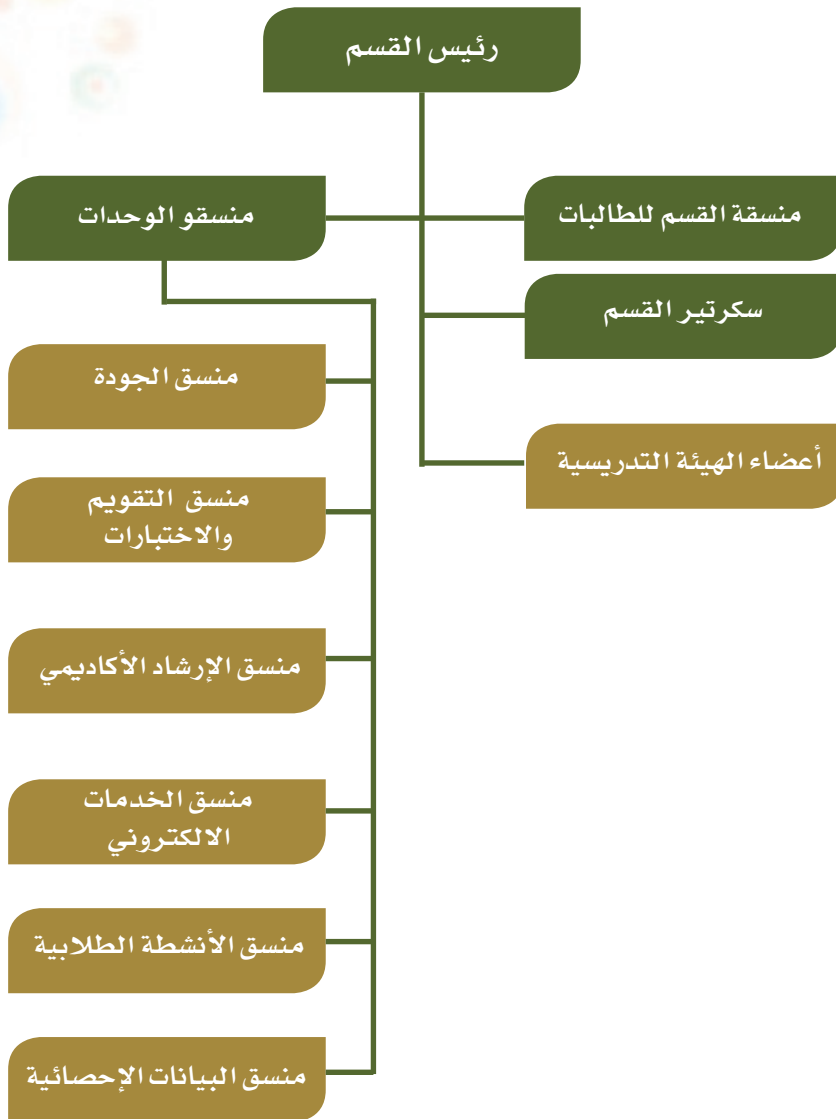 رئيس القسم
منسقة القسم للطالبات
منسقو الوحدات
سكرتير القسم
أعضاء الهيئة التدريسية
منسق الجودة
منسق التقويم
والاختبارات
منسق الإرشاد الأكاديمي
منسق الخدمات
الالكتروني
منسق الأنشطة الطلابية
منسق البيانات الإحصائية